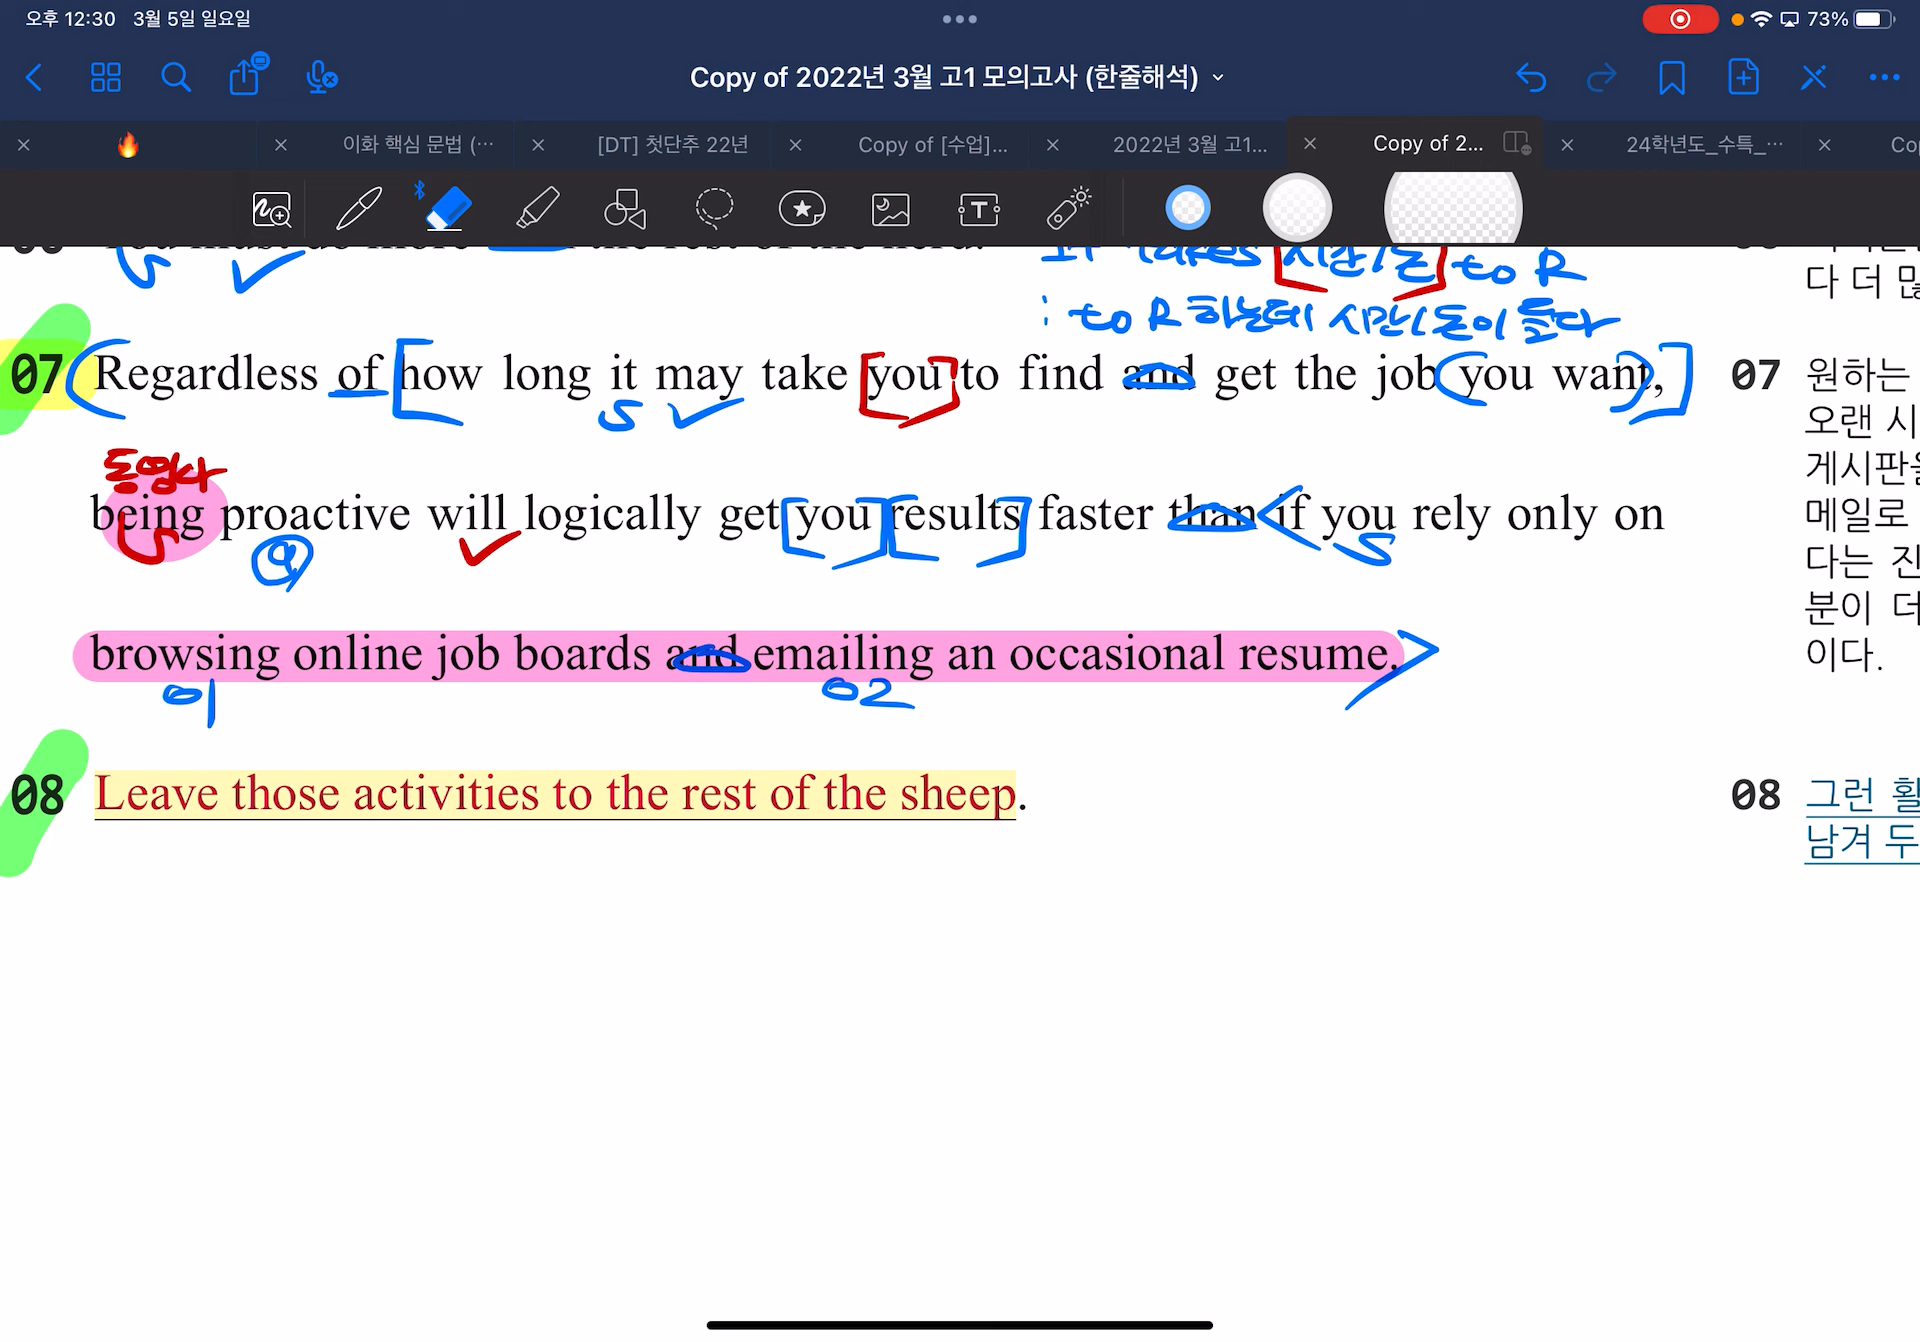 오후 12:30 3월 5일 일요일
73%
Copy of 2022년 3월 고1 모의고사 (한줄해석)
이화 핵심 문법 (…
[DT] 첫단추 22년
Copy of [수업]...
2022년 3월 고1...
Copy of 2...
24학년도_수특_…
to R
: to R 하는데 시간/돈이 들다
다 더
07 Regardless of how long it may take you to find and get the job you want,
동명사
S
being proactive will logically get you results faster than if you rely only on
S
S
browsing online job boards and emailing an occasional resume.
01
02
08 Leave those activities to the rest of the sheep.
07 원하는
오랜 시
게시판을
메일로
다는 진
분이 더
이다.
08 그런 활
남겨 두